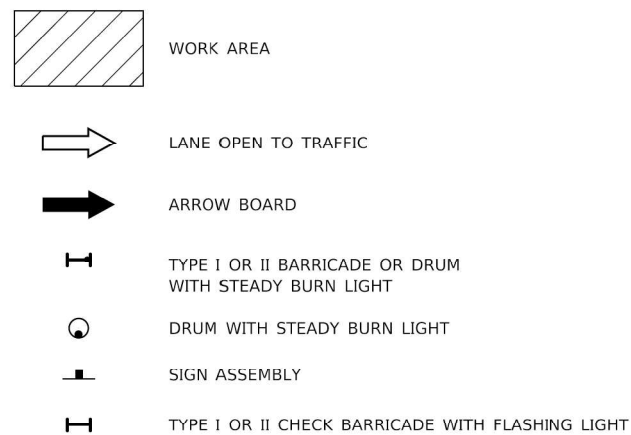 WORK AREA
LANE OPEN TO TRAFFIC
ARROW BOARD
TYPE I OR II BARRICADE OR DRUM
WITH STEADY BURN LIGHT
DRUM WITH STEADY BURN LIGHT
SIGN ASSEMBLY
TYPE I OR II CHECK BARRICADE WITH FLASHING LIGHT